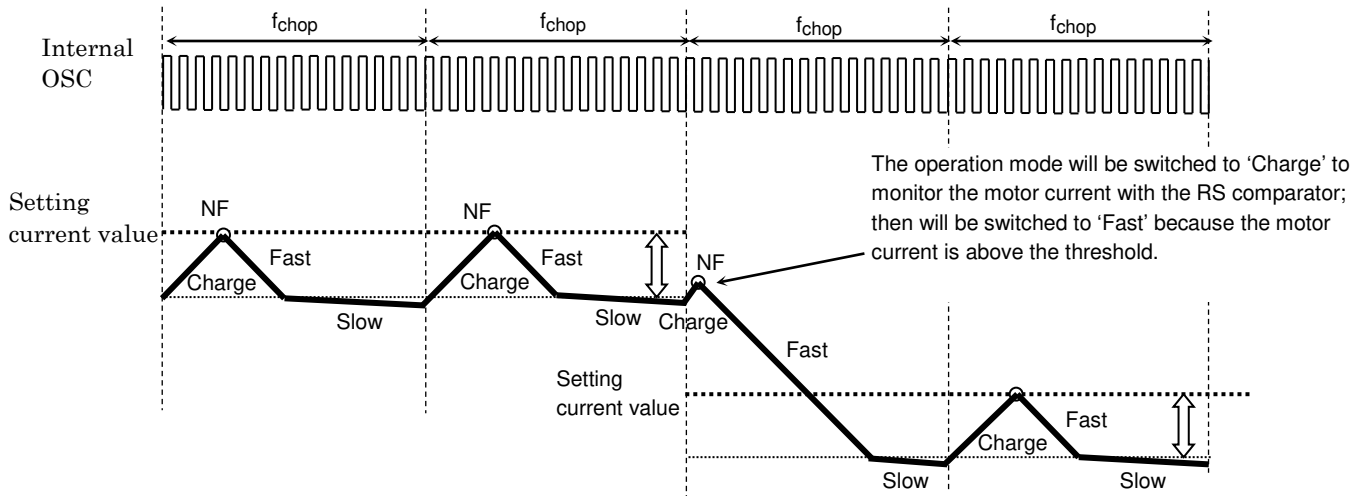 fchop
fchop
fchop
fchop
Internal
OSC
The operation mode will be switched to ‘Charge’ to
monitor the motor current with the RS comparator;
then will be switched to ‘Fast’ because the motor
current is above the threshold.
Setting
current value
NF
NF
NF
Fast
Charge
Slow
Fast
Charge
Slow
Charge
Fast
Setting
current value
Slow
Charge
Fast
Slow